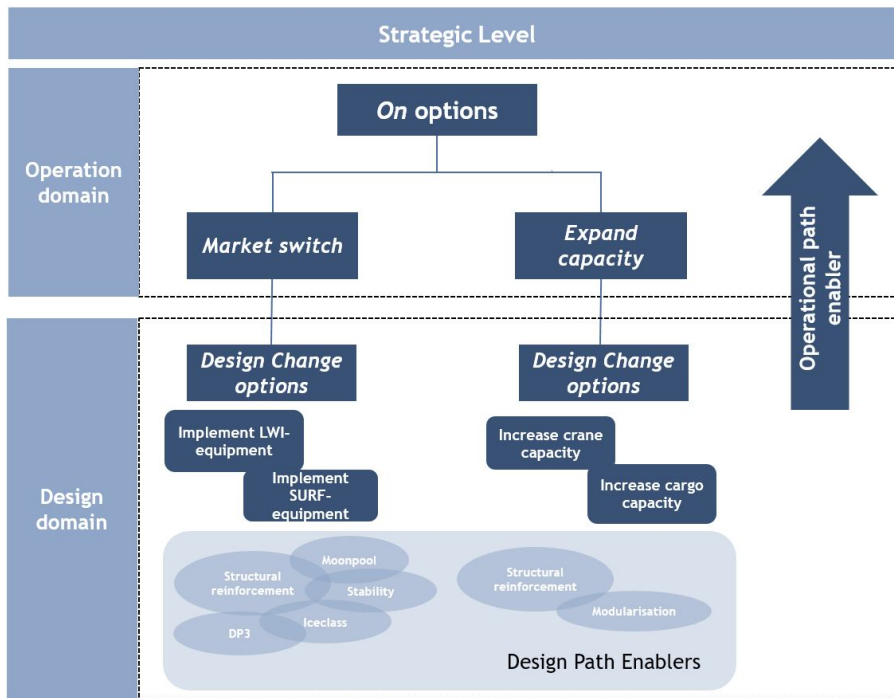 Strategic Level
Operation
domain
On options
Market switch
Expand
capacity
Operational path
enabler
Design
domain
Design Change
options
Design Change
options
Implement LWI-
equipment
Implement
SURF-
equipment
Increase crane
capacity
Increase cargo
capacity
Moonpool
Structural
reinforcement
Stability
Iceclass
DP3
Structural
reinforcement
Modularisation
Design Path Enablers